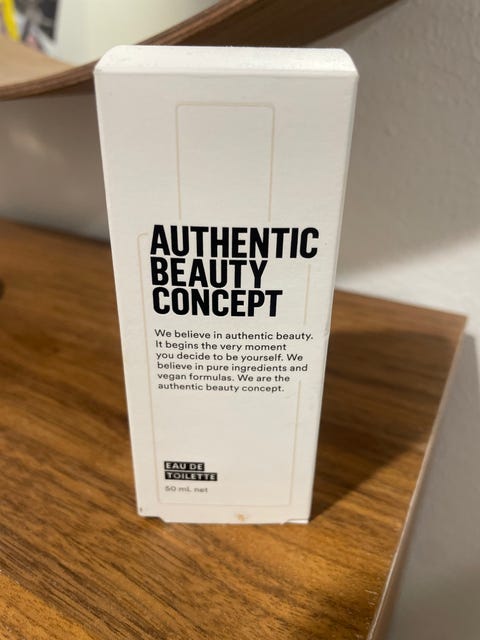 AUTHENTIC
BEAUTY
CONCEPT
We believe in authentic beauty.
It begins the very moment
you decide to be yourself. We
believe in pure ingredients and
vegan formulas. We are the
authentic beauty concept.
EAU DE
TOILETTE
50 mL net